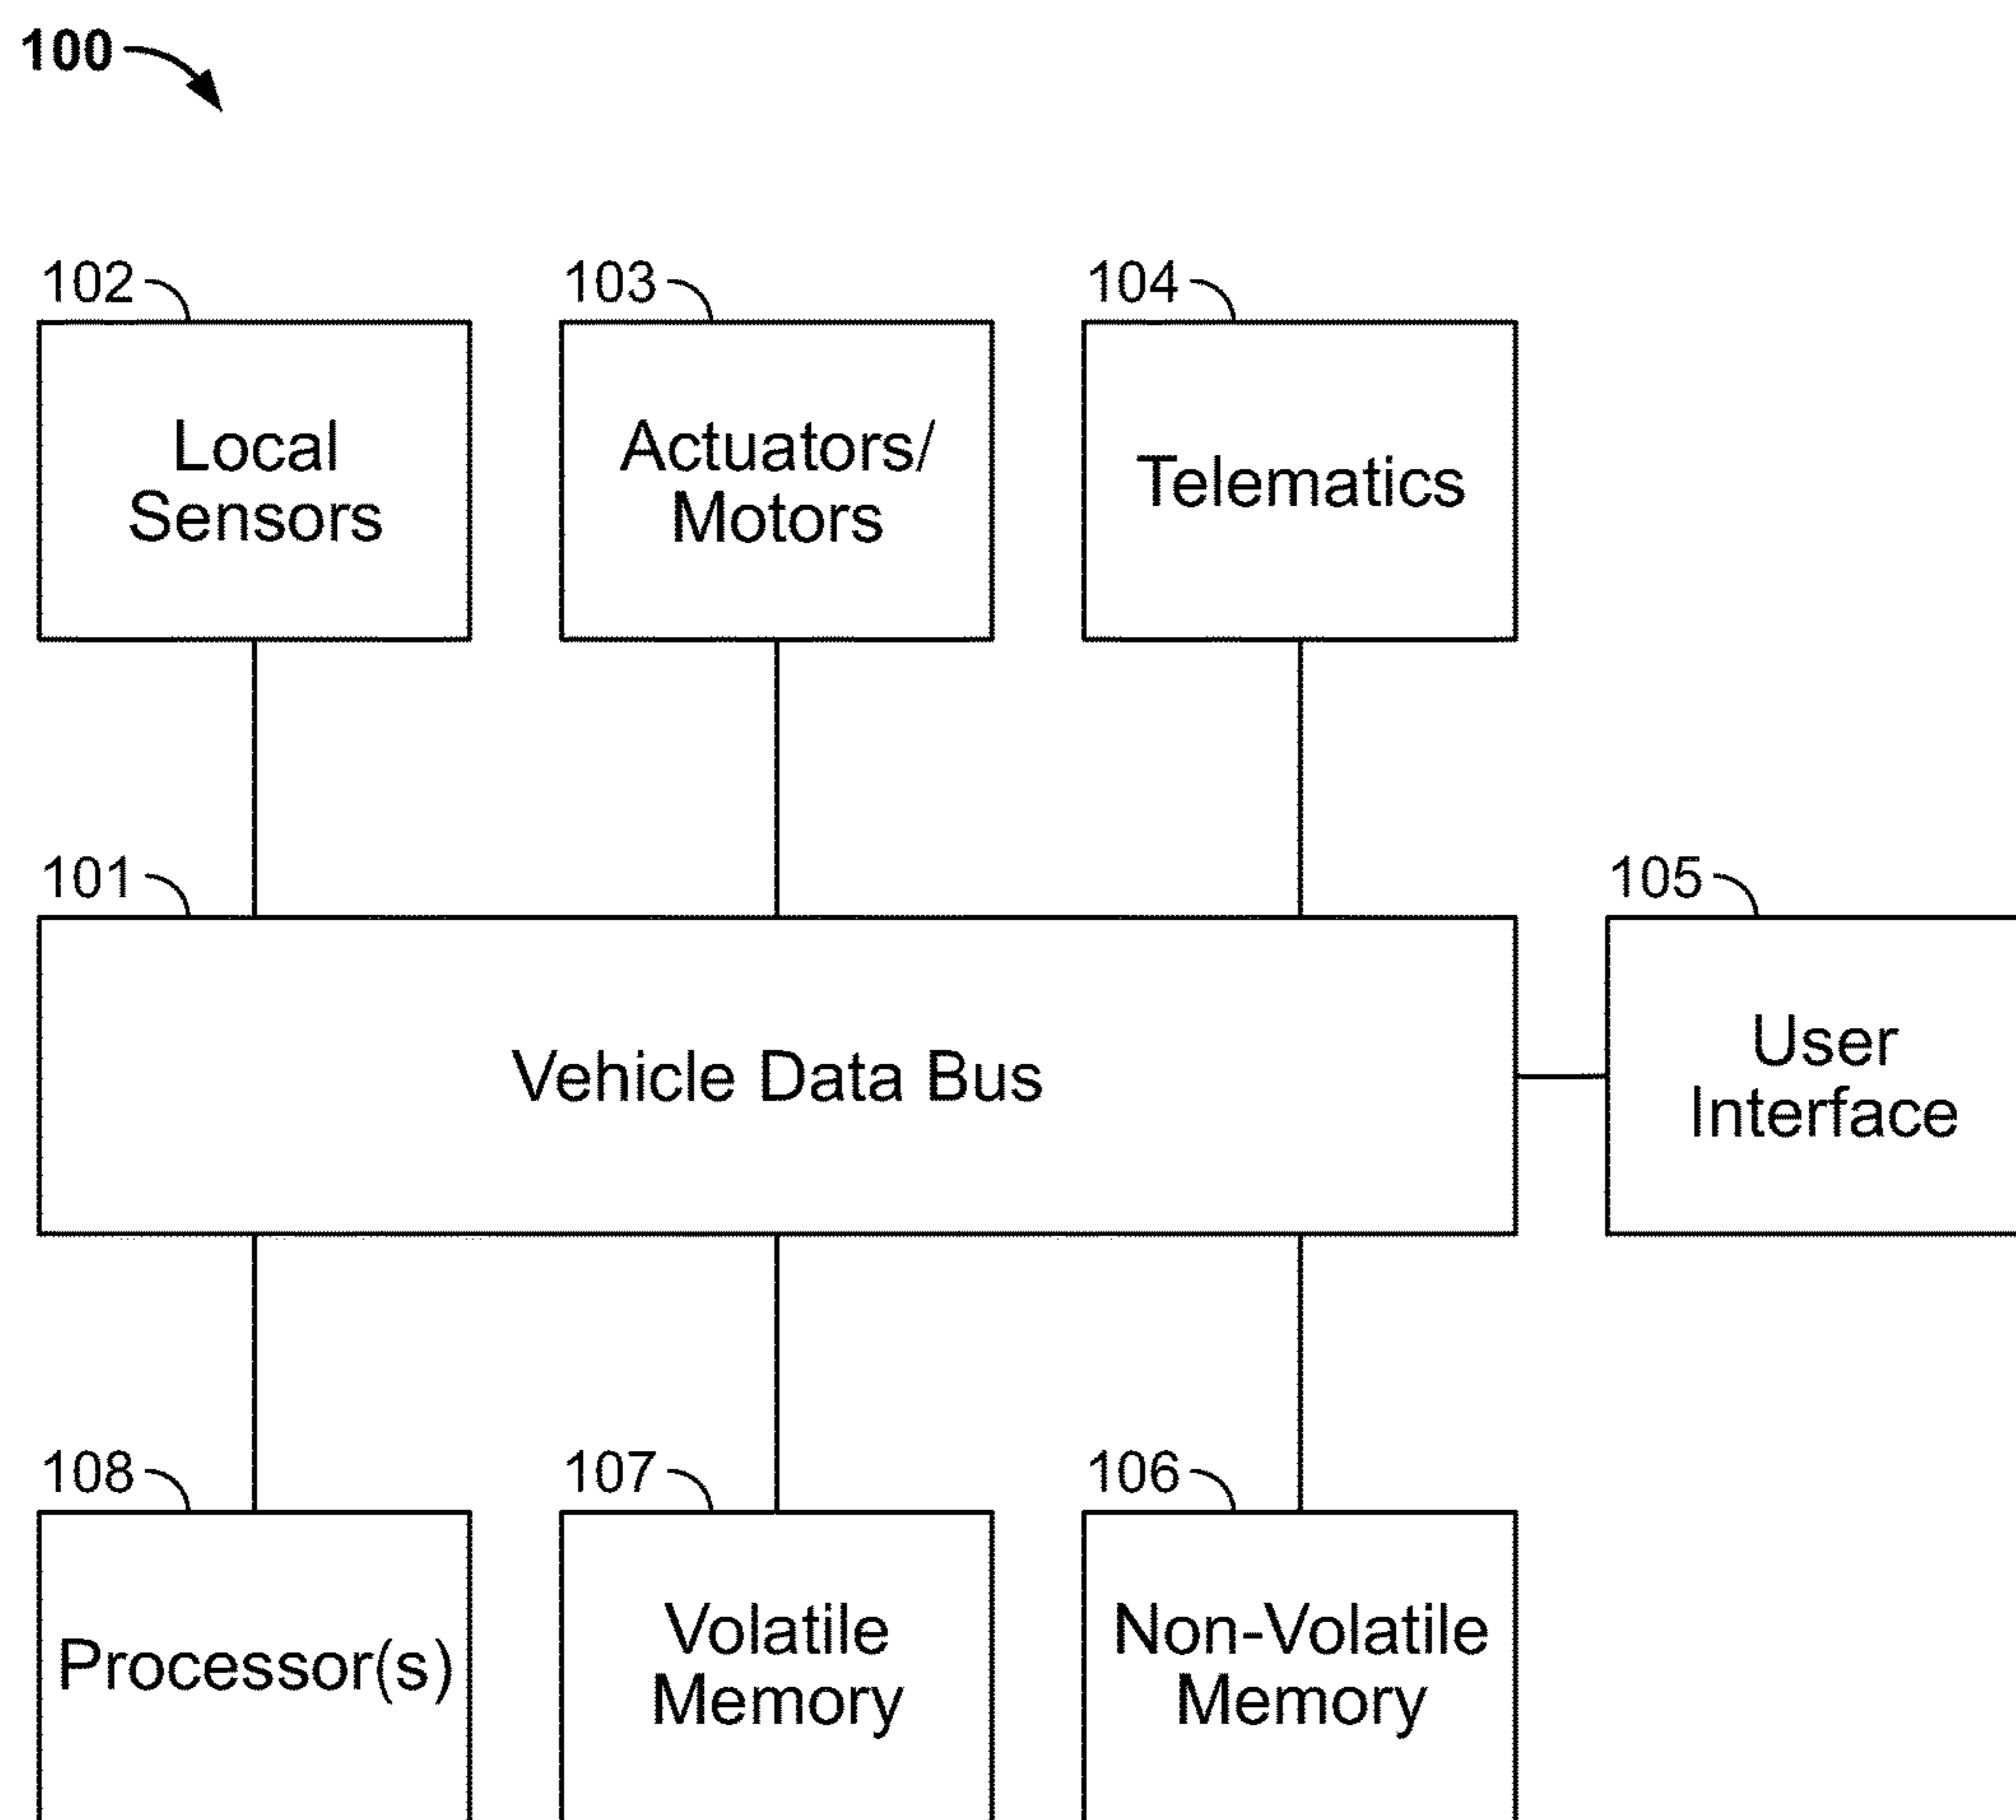 100
102
103
104
Local
Sensors
Actuators/
Motors
Telematics
101
105
Vehicle Data Bus
User
Interface
108
107
106
Processor(s)
Volatile
Memory
Non-Volatile
Memory